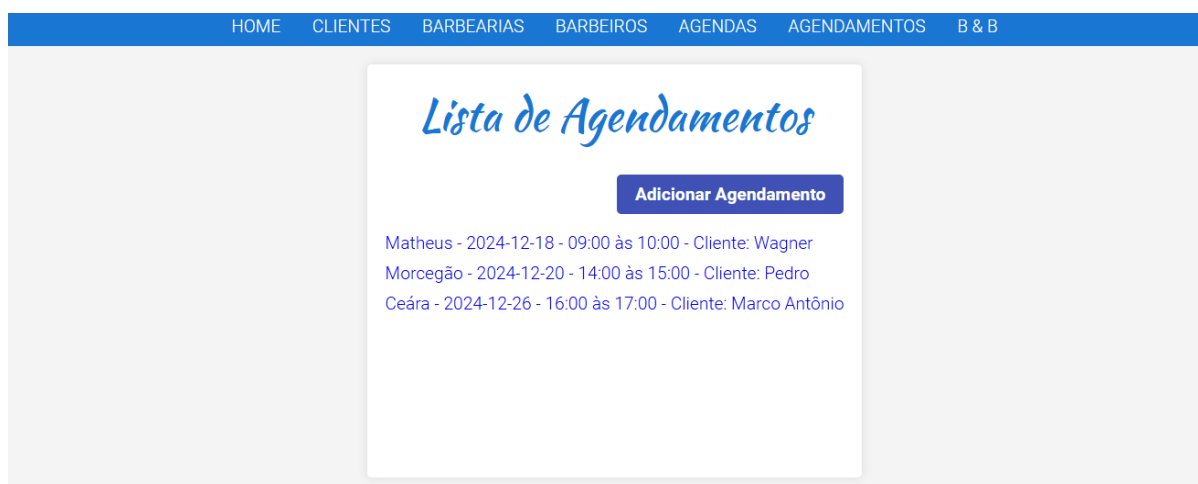 HOME CLIENTES BARBEARIAS BARBEIROS AGENDAS AGENDAMENTOS B & B
Lista de Agendamentos
Adicionar Agendamento
Matheus - 2024-12-18 - 09:00 às 10:00 - Cliente: Wagner
Morcegão - 2024-12-20 - 14:00 às 15:00 - Cliente: Pedro
Ceára - 2024-12-26 - 16:00 às 17:00 - Cliente: Marco Antônio